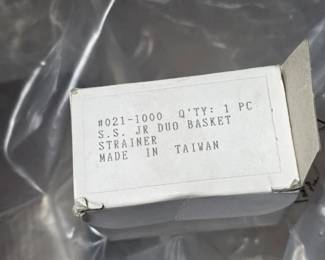 #021-1000 Q'TY: 1 PC
S.S. JR DUO BASKET
STRAINER
MADE IN TAIWAN